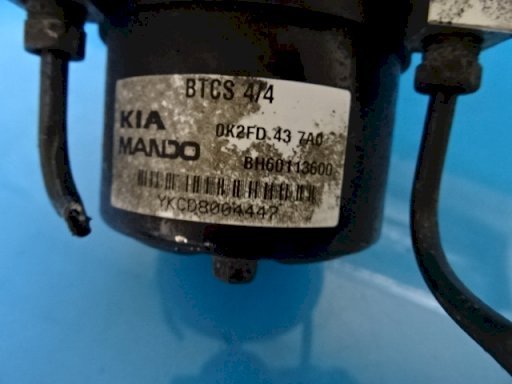 BTCS 4/4
KIA 0K2FD 43 7A0
MANDO BH60113600
YKCD8004447